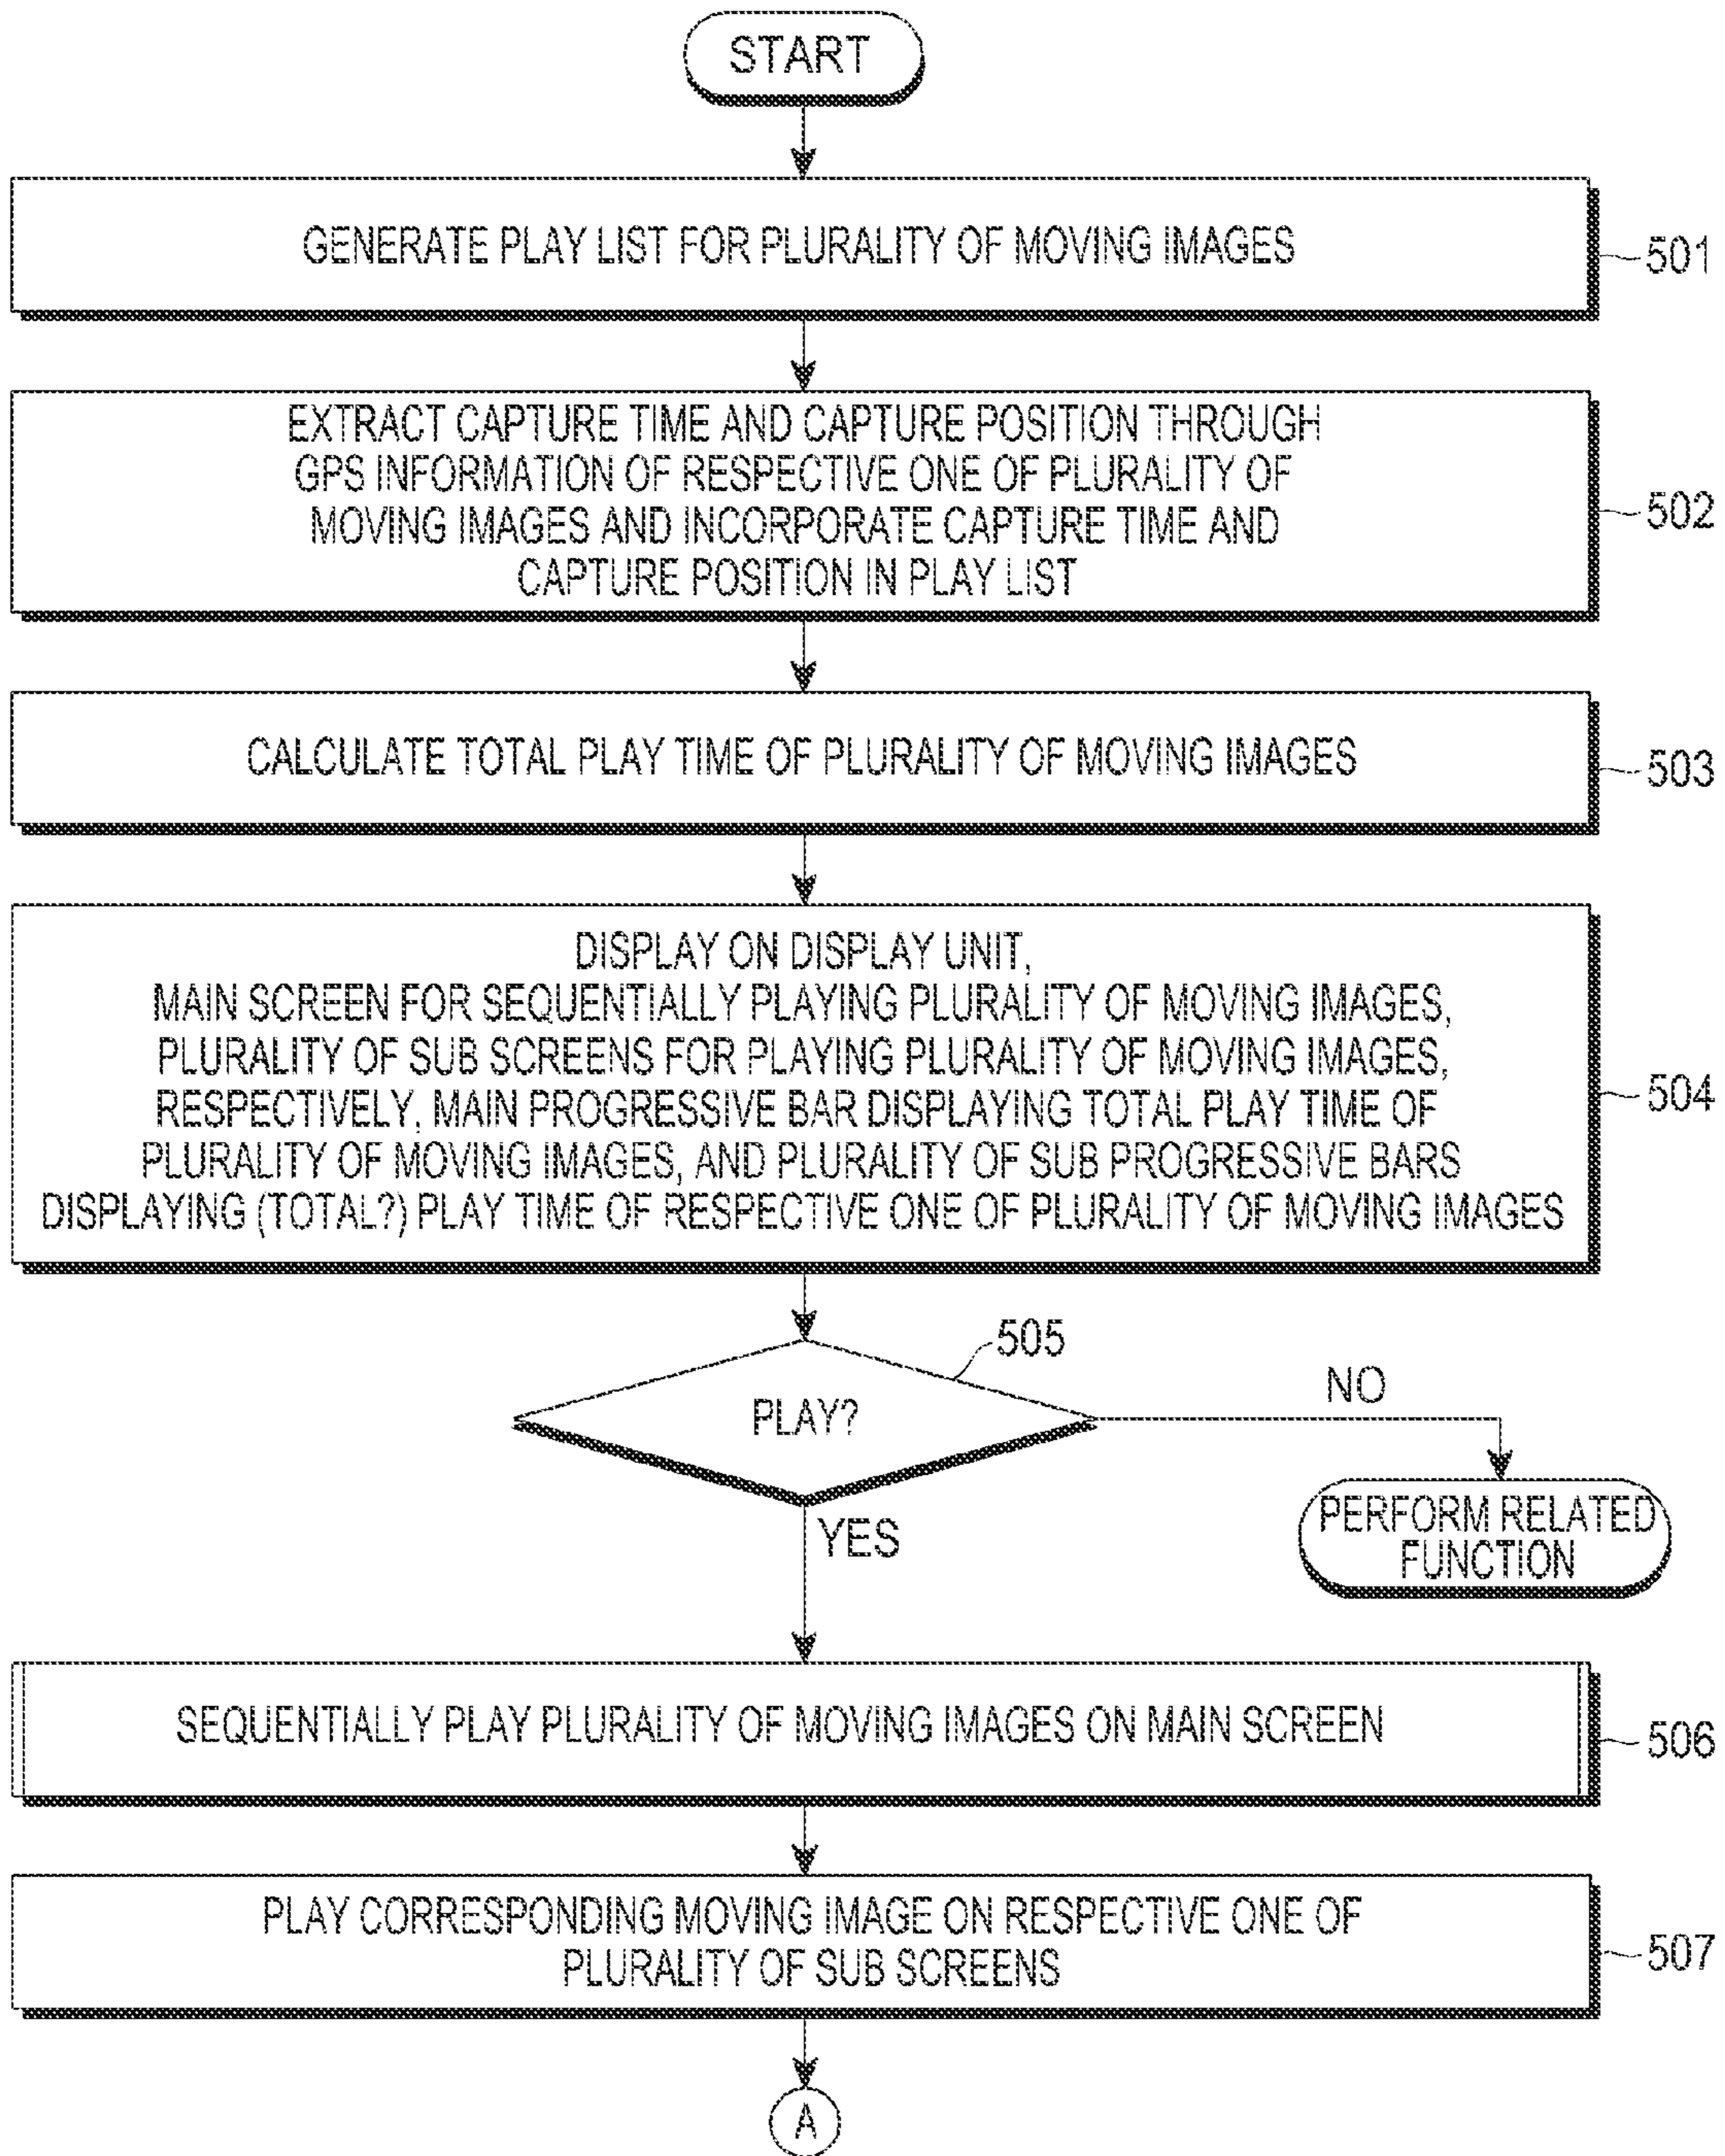 START
GENERATE PLAY LIST FOR PLURALITY OF MOVING IMAGES
501
EXTRACT CAPTURE TIME AND CAPTURE POSITION THROUGH
GPS INFORMATION OF RESPECTIVE ONE OF PLURALITY OF
MOVING IMAGES AND INCORPORATE CAPTURE TIME AND
CAPTURE POSITION IN PLAY LIST
502
CALCULATE TOTAL PLAY TIME OF PLURALITY OF MOVING IMAGES
503
DISPLAY ON DISPLAY UNIT,
MAIN SCREEN FOR SEQUENTIALLY PLAYING PLURALITY OF MOVING IMAGES,
PLURALITY OF SUB SCREENS FOR PLAYING PLURALITY OF MOVING IMAGES,
RESPECTIVELY, MAIN PROGRESSIVE BAR DISPLAYING TOTAL PLAY TIME OF
PLURALITY OF MOVING IMAGES, AND PLURALITY OF SUB PROGRESSIVE BARS
DISPLAYING (TOTAL?) PLAY TIME OF RESPECTIVE ONE OF PLURALITY OF MOVING IMAGES
504
505
PLAY?
NO
PERFORM RELATED
FUNCTION
YES
SEQUENTIALLY PLAY PLURALITY OF MOVING IMAGES ON MAIN SCREEN
506
PLAY CORRESPONDING MOVING IMAGE ON RESPECTIVE ONE OF
PLURALITY OF SUB SCREENS
507
A